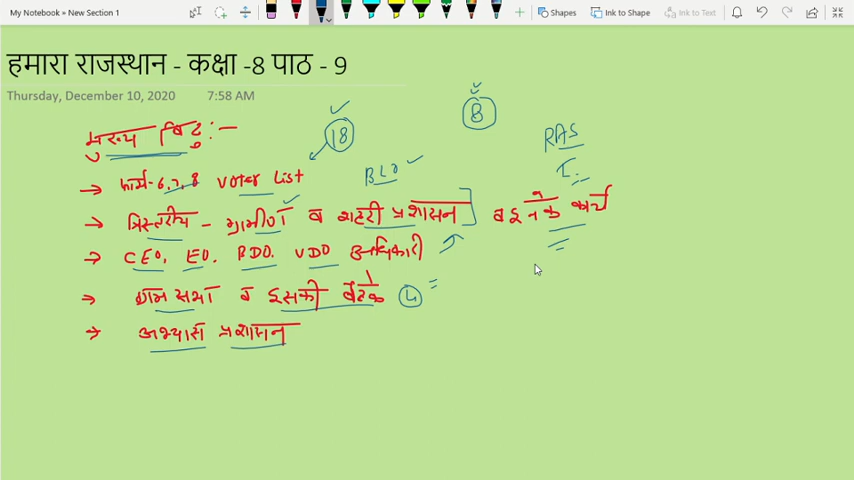 My Notebook » New Section 1
Shapes Ink to Shape Ink to Text
हमारा राजस्थान - कक्षा -8 पाठ - 9
Thursday, December 10, 2020 7:58 AM
8
मुख्य बिंदु :-
18
RAS
I.
→ फार्म-6,7,8 voter List
BLO
→ त्रिस्तरीय - ग्रामीण व शहरी प्रशासन व इनके कार्य
→ CEO, EO, BDO, VDO अधिकारी
→ ग्राम सभा व इसकी बैठक
→ अभ्यास प्रशासन